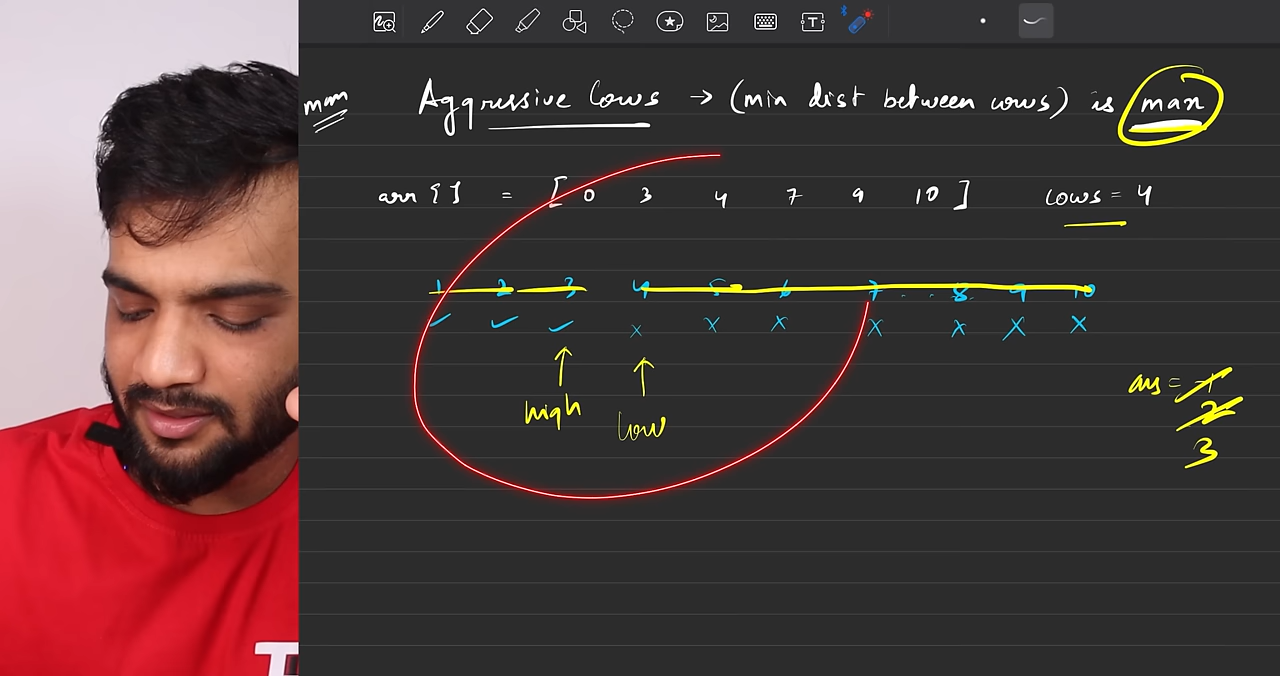 mm Aggressive Cows → (min dist between cows) is max
arr [ ] = [ 0 3 4 7 9 10 ] cows = 4
1 2 3 4 5 6 7 8 9 10
✓ ✓ ✓ x x x x x x x
high low
ans = 1
2
3